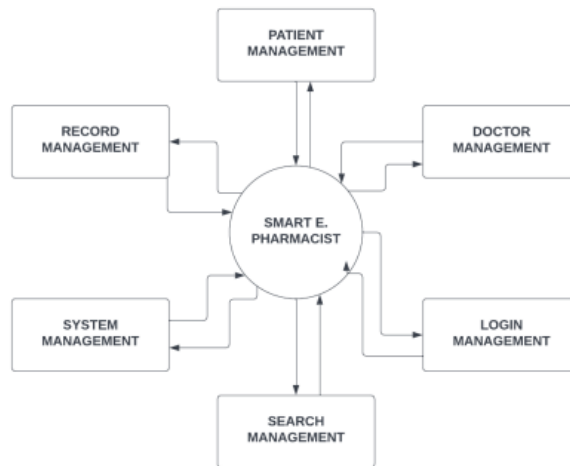 PATIENT
MANAGEMENT
RECORD
MANAGEMENT
DOCTOR
MANAGEMENT
SMART E.
PHARMACIST
SYSTEM
MANAGEMENT
LOGIN
MANAGEMENT
SEARCH
MANAGEMENT